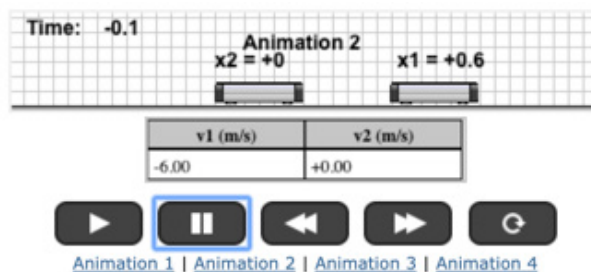 Time: -0.1
Animation 2
x2 = +0 x1 = +0.6
v1 (m/s) v2 (m/s)
-6.00 +0.00
Animation 1 | Animation 2 | Animation 3 | Animation 4